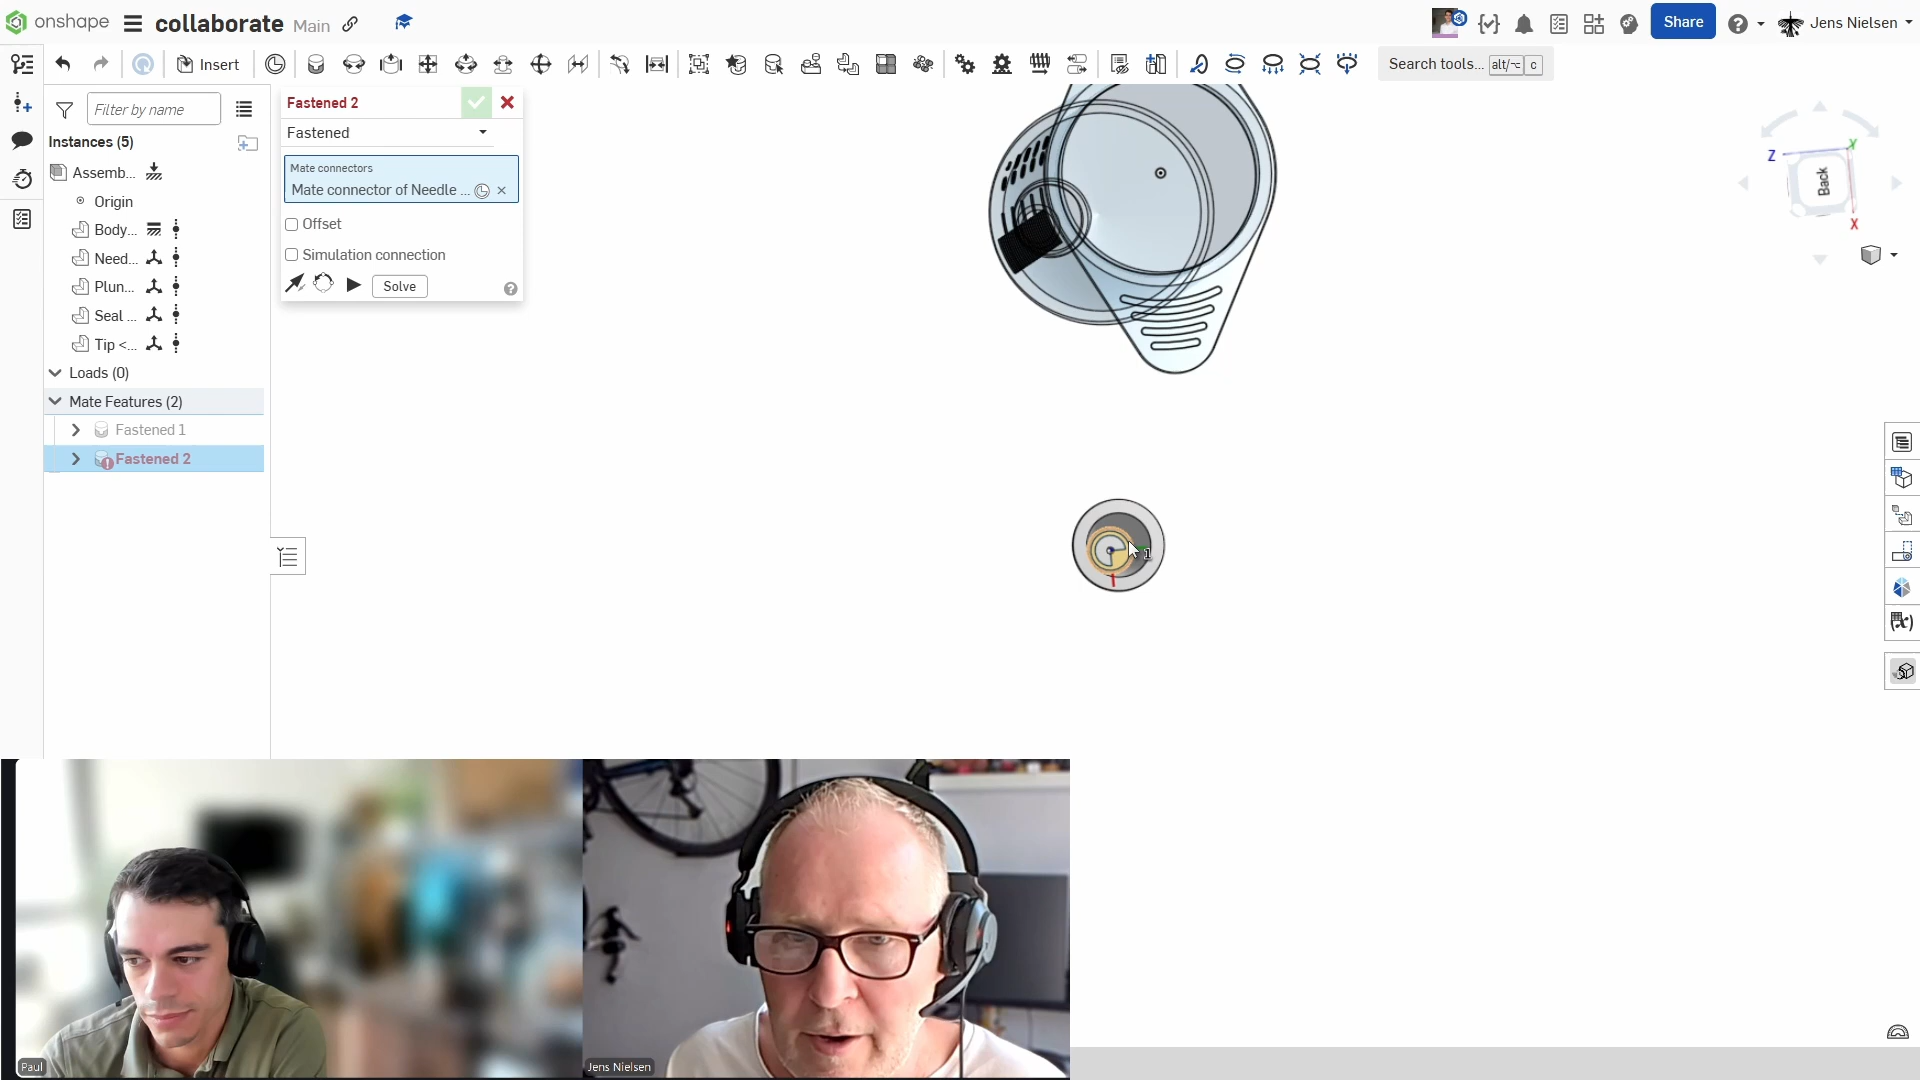 onshape collaborate Main
Jens Nielsen
Share
Insert
Search tools... alt/⌥ c
Filter by name
Instances (5)
Assemb...
Origin
Body...
Need...
Plun...
Seal ...
Tip <...
Loads (0)
Mate Features (2)
Fastened 1
Fastened 2
Fastened 2
Fastened
Mate connectors
Mate connector of Needle ...
Offset
Simulation connection
Solve
1
Z
Y
Back
X
(x)
Paul
Jens Nielsen